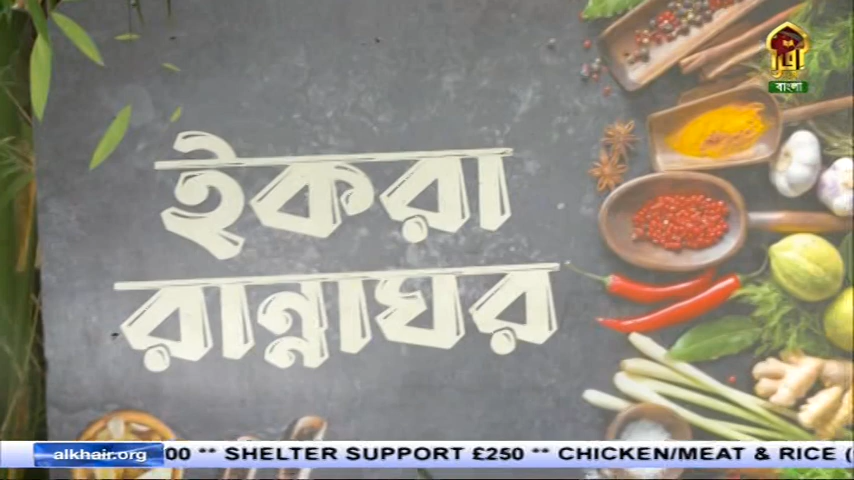 ইকরা
রান্নাঘর
বাংলা
alkhair.org
00 ** SHELTER SUPPORT £250 ** CHICKEN/MEAT & RICE (